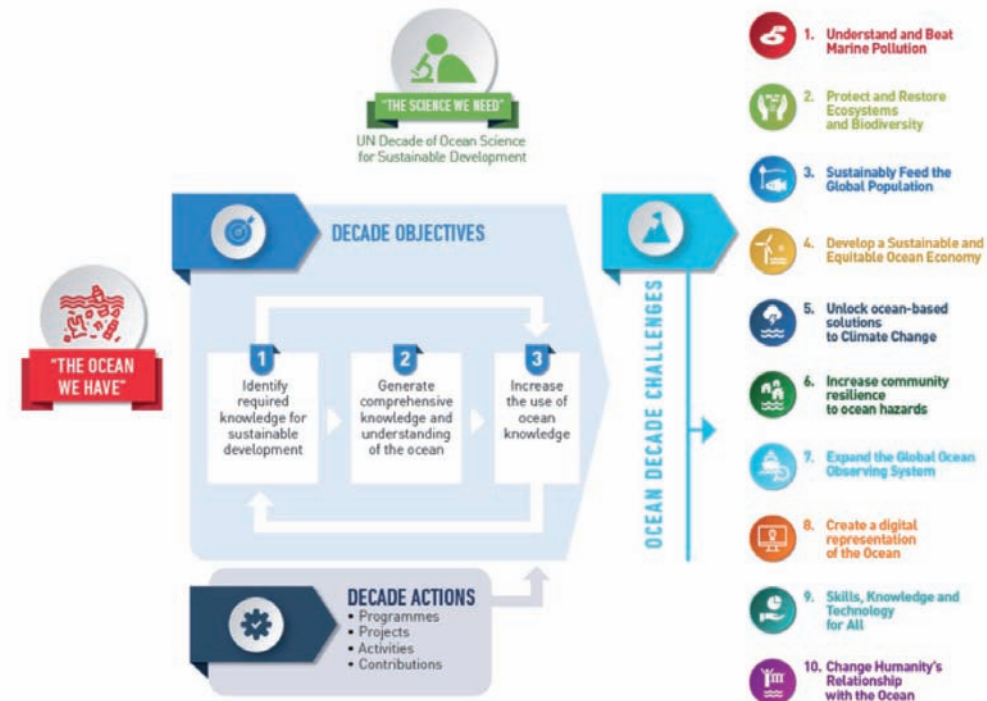 "THE SCIENCE WE NEED"
UN Decade of Ocean Science
for Sustainable Development
"THE OCEAN
WE HAVE"
DECADE OBJECTIVES
1
Identify
required
knowledge for
sustainable
development
2
Generate
comprehensive
knowledge and
understanding
of the ocean
3
Increase
the use of
ocean
knowledge
DECADE ACTIONS
• Programmes
• Projects
• Activities
• Contributions
OCEAN DECADE CHALLENGES
1. Understand and Beat
Marine Pollution
2. Protect and Restore
Ecosystems
and Biodiversity
3. Sustainably Feed the
Global Population
4. Develop a Sustainable and
Equitable Ocean Economy
5. Unlock ocean-based
solutions
to Climate Change
6. Increase community
resilience
to ocean hazards
7. Expand the Global Ocean
Observing System
8. Create a digital
representation
of the Ocean
9. Skills, Knowledge and
Technology
for All
10. Change Humanity's
Relationship
with the Ocean